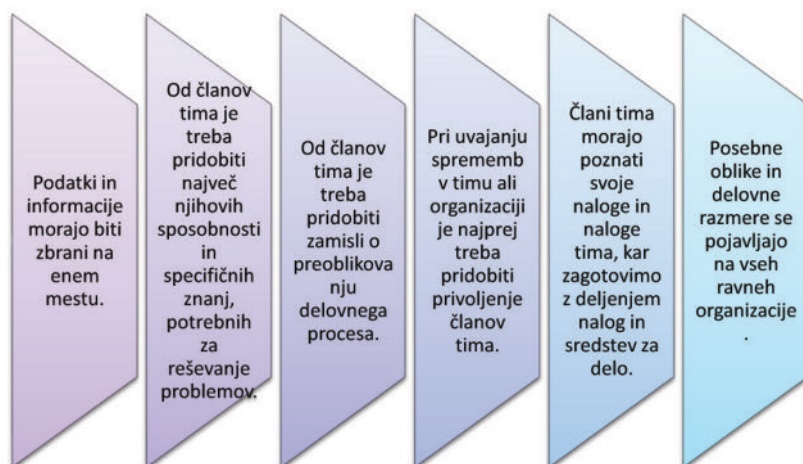 Podatki in
informacije
morajo biti
zbrani na
enem
mestu.
Od članov
tima je
treba
pridobiti
največ
njihovih
sposobnosti
in
specifičnih
znanj,
potrebnih
za
reševanje
problemov.
Od članov
tima je
treba
pridobiti
zamisli o
preoblikova
nju
delovnega
procesa.
Pri uvajanju
sprememb
v timu ali
organizaciji
je najprej
treba
pridobiti
privoljenje
članov
tima.
Člani tima
morajo
poznati
svoje
naloge in
naloge
tima, kar
zagotovimo
z deljenjem
nalog in
sredstev za
delo.
Posebne
oblike in
delovne
razmere se
pojavljajo
na vseh
ravneh
organizacije
.